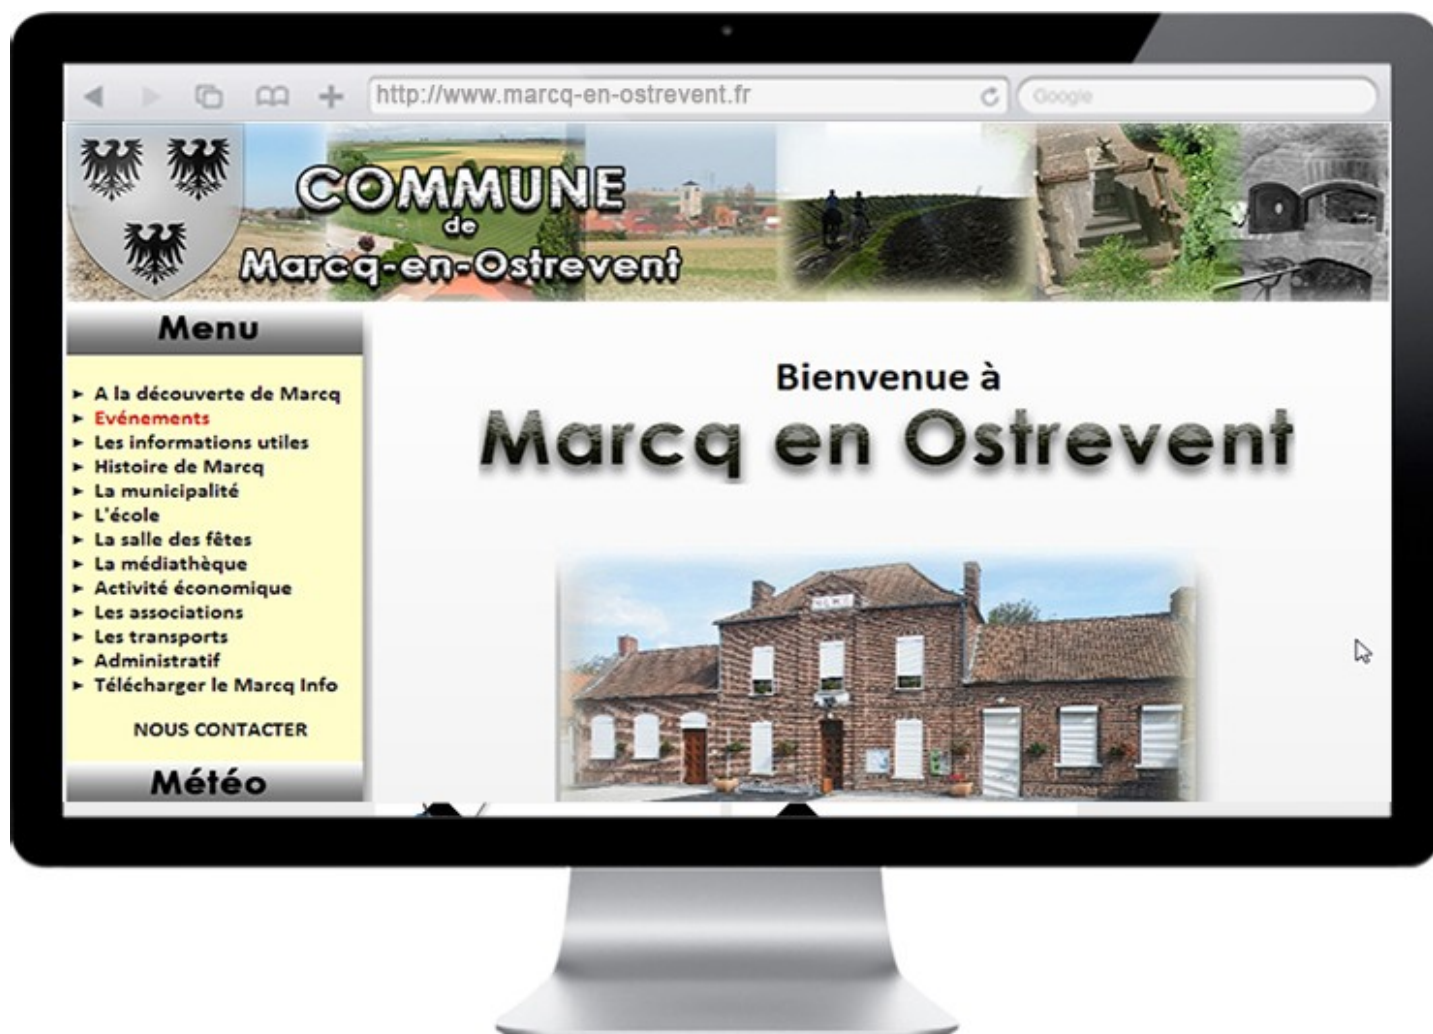 http://www.marcq-en-ostrevent.fr
Google
COMMUNE
de
Marcq-en-Ostrevent
Menu
► A la découverte de Marcq
► Evénements
► Les informations utiles
► Histoire de Marcq
► La municipalité
► L'école
► La salle des fêtes
► La médiathèque
► Activité économique
► Les associations
► Les transports
► Administratif
► Télécharger le Marcq Info
NOUS CONTACTER
Météo
Bienvenue à
Marcq en Ostrevent